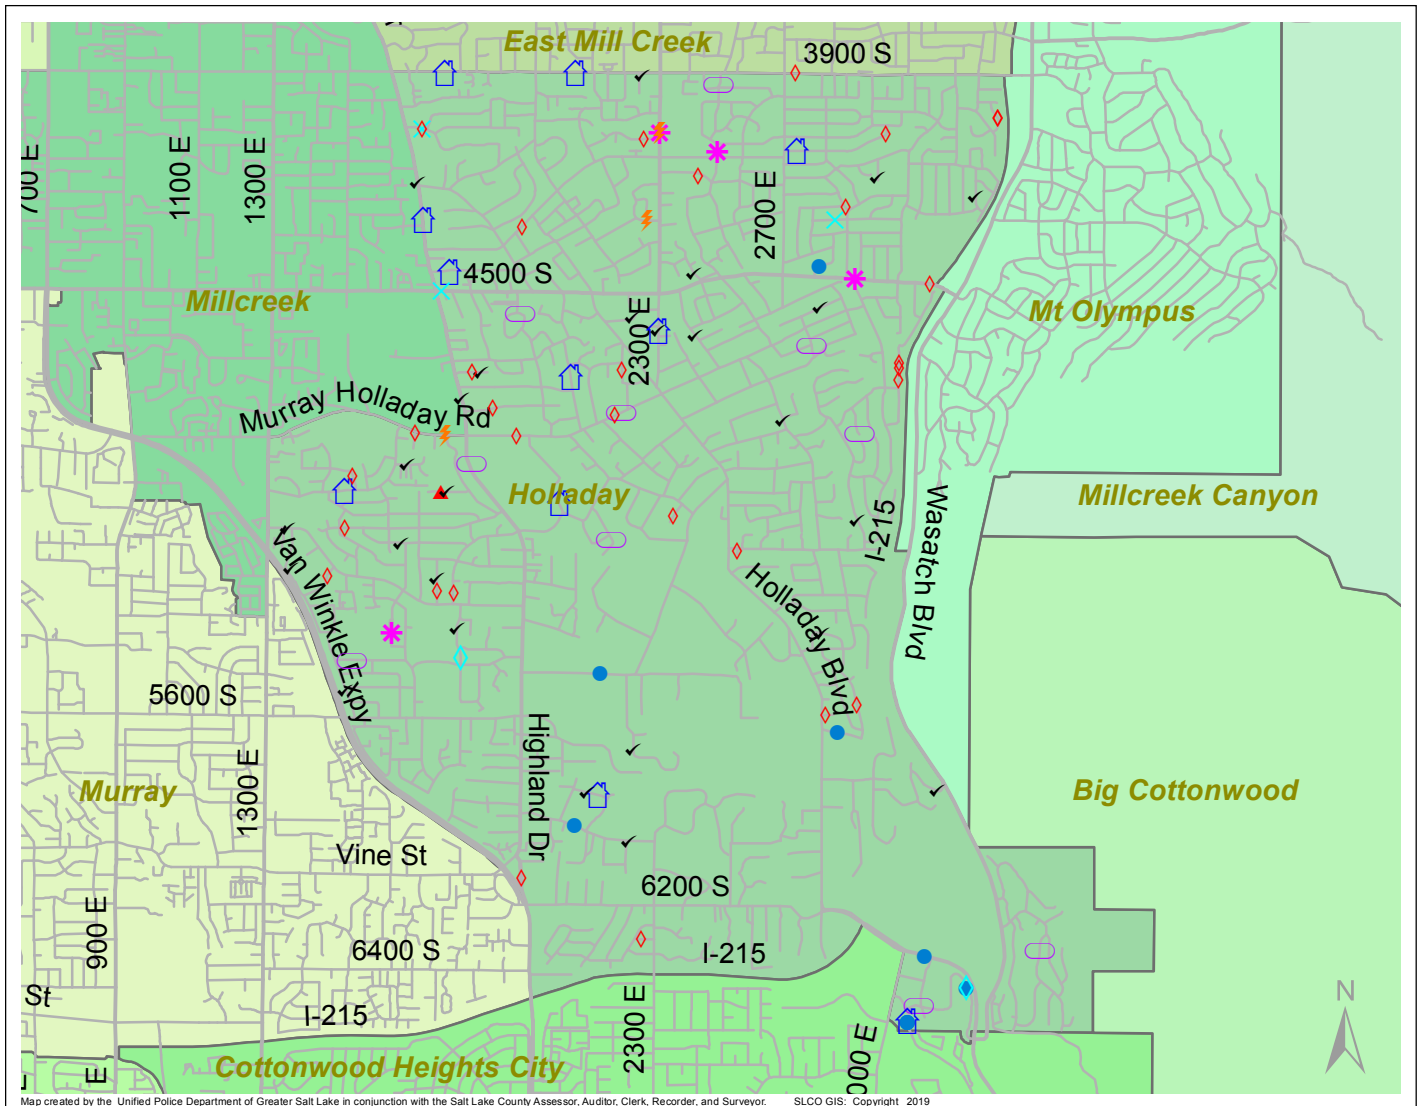 East Mill Creek
3900 S
700 E
1100 E
1300 E
2700 E
4500 S
Millcreek
Mt Olympus
2300 E
Murray Holladay Rd
Holladay
Millcreek Canyon
I-215
Wasatch Blvd
Van Winkle Expy
Holladay Blvd
5600 S
Highland Dr
Murray
1300 E
Big Cottonwood
Vine St
6200 S
900 E
6400 S
I-215
St
I-215
N
2300 E
000 E
Cottonwood Heights City
E
Map created by the Unified Police Department of Greater Salt Lake in conjunction with the Salt Lake County Assessor, Auditor, Clerk, Recorder, and Surveyor. SLCO GIS: Copyright 2019